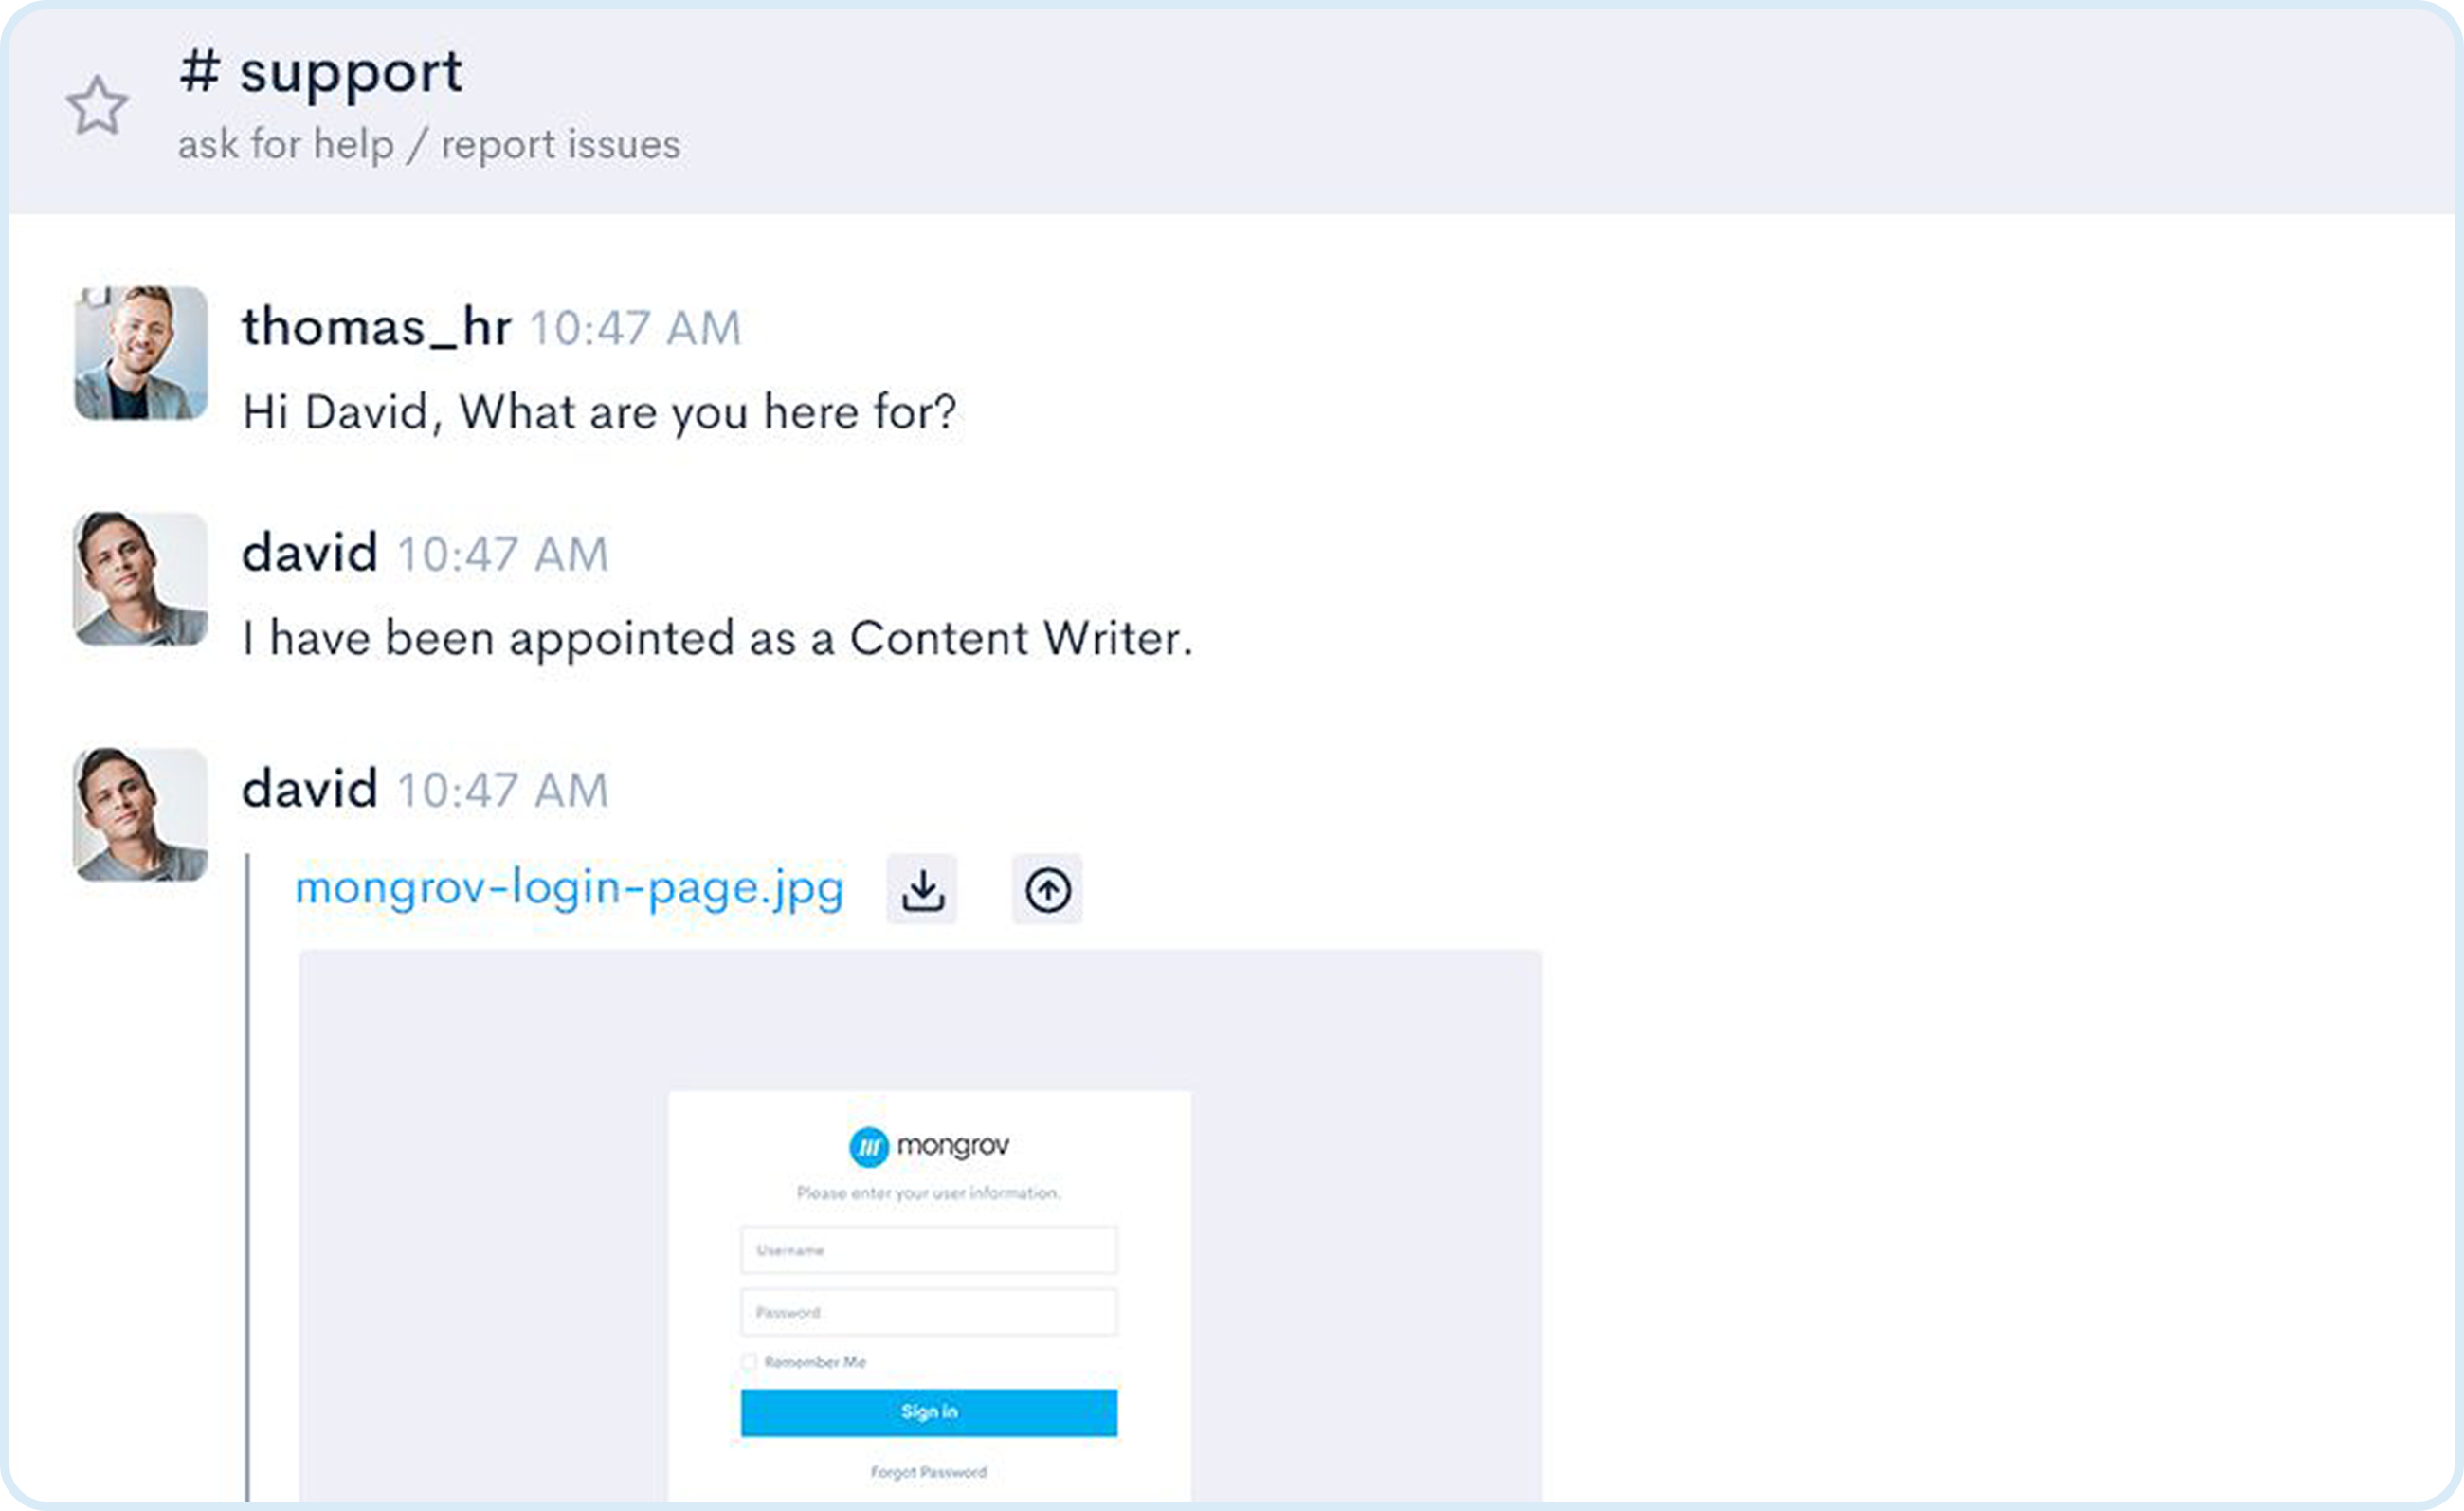 # support
ask for help / report issues
thomas_hr 10:47 AM
Hi David, What are you here for?
david 10:47 AM
I have been appointed as a Content Writer.
david 10:47 AM
mongrov-login-page.jpg
mongrov
Please enter your user information.
Username
Password
Remember Me
Sign in
Forgot Password